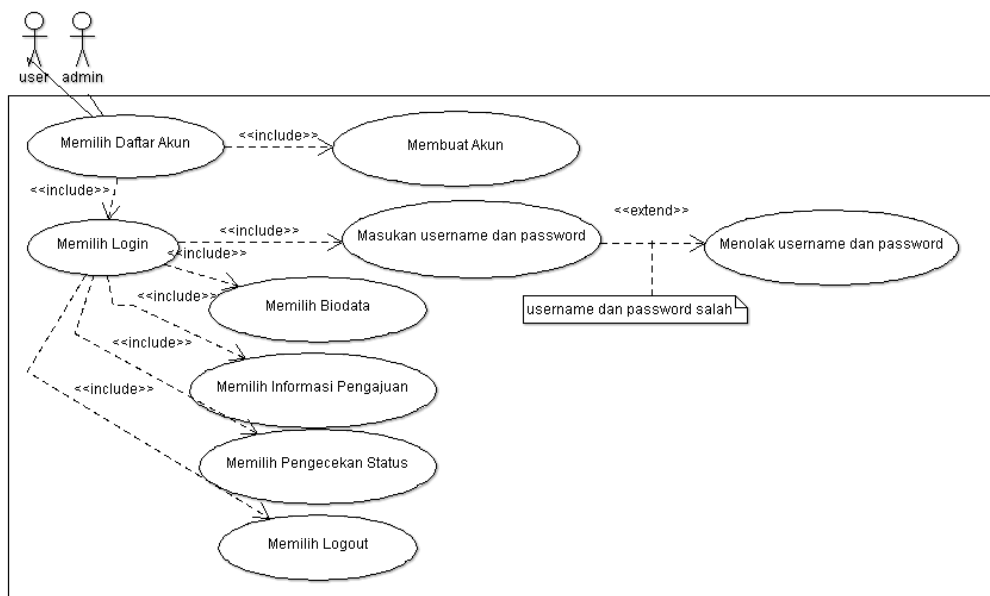 user admin
Memilih Daftar Akun
<<include>>
Membuat Akun
<<include>>
Memilih Login
<<include>>
Masukan username dan password
<<extend>>
Menolak username dan password
<<include>>
username dan password salah
<<include>>
Memilih Biodata
<<include>>
Memilih Informasi Pengajuan
<<include>>
Memilih Pengecekan Status
Memilih Logout